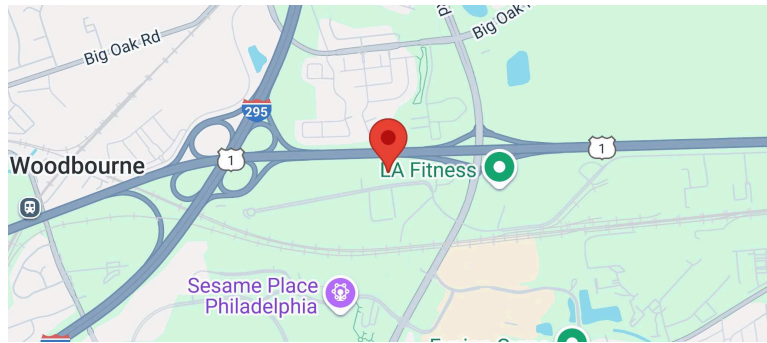 Big Oak Rd
Big Oak
295
1
1
Woodbourne
LA Fitness
Sesame Place
Philadelphia